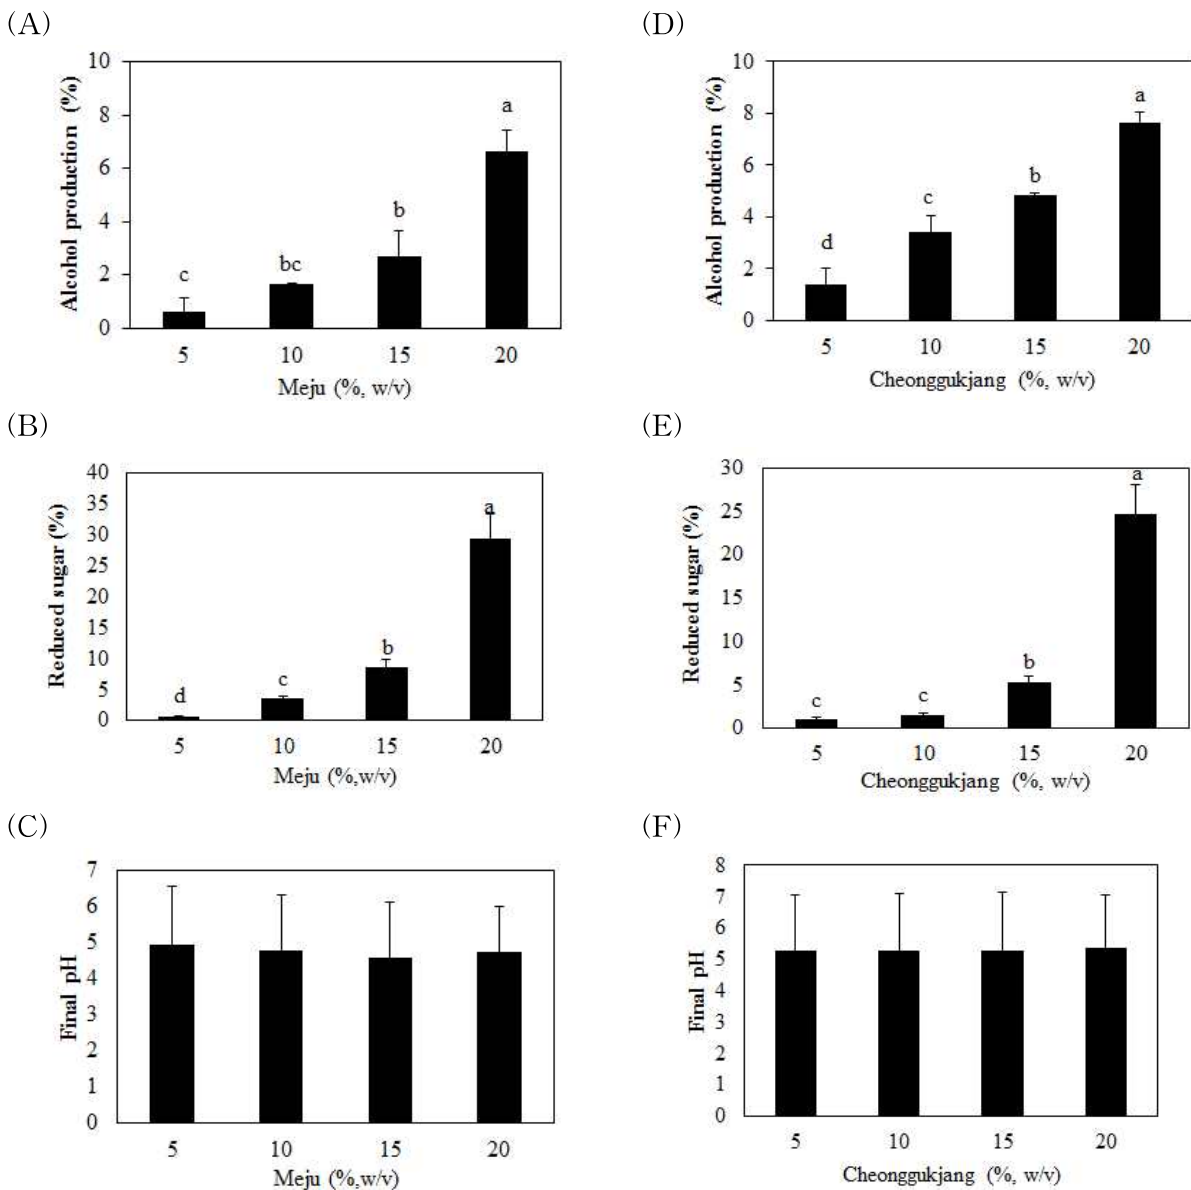 (A)
Alcohol production (%)
10
8
6
4
2
0
c
bc
b
a
5 10 15 20
Meju (%, w/v)
(D)
Alcohol production (%)
10
8
6
4
2
0
d
c
b
a
5 10 15 20
Cheonggukjang (%, w/v)
(B)
Reduced sugar (%)
40
35
30
25
20
15
10
5
0
d
c
b
a
5 10 15 20
Meju (%,w/v)
(E)
Reduced sugar (%)
30
25
20
15
10
5
0
c
c
b
a
5 10 15 20
Cheonggukjang (%, w/v)
(C)
Final pH
7
6
5
4
3
2
1
0
5 10 15 20
Meju (%,w/v)
(F)
Final pH
8
7
6
5
4
3
2
1
0
5 10 15 20
Cheonggukjang (%, w/v)